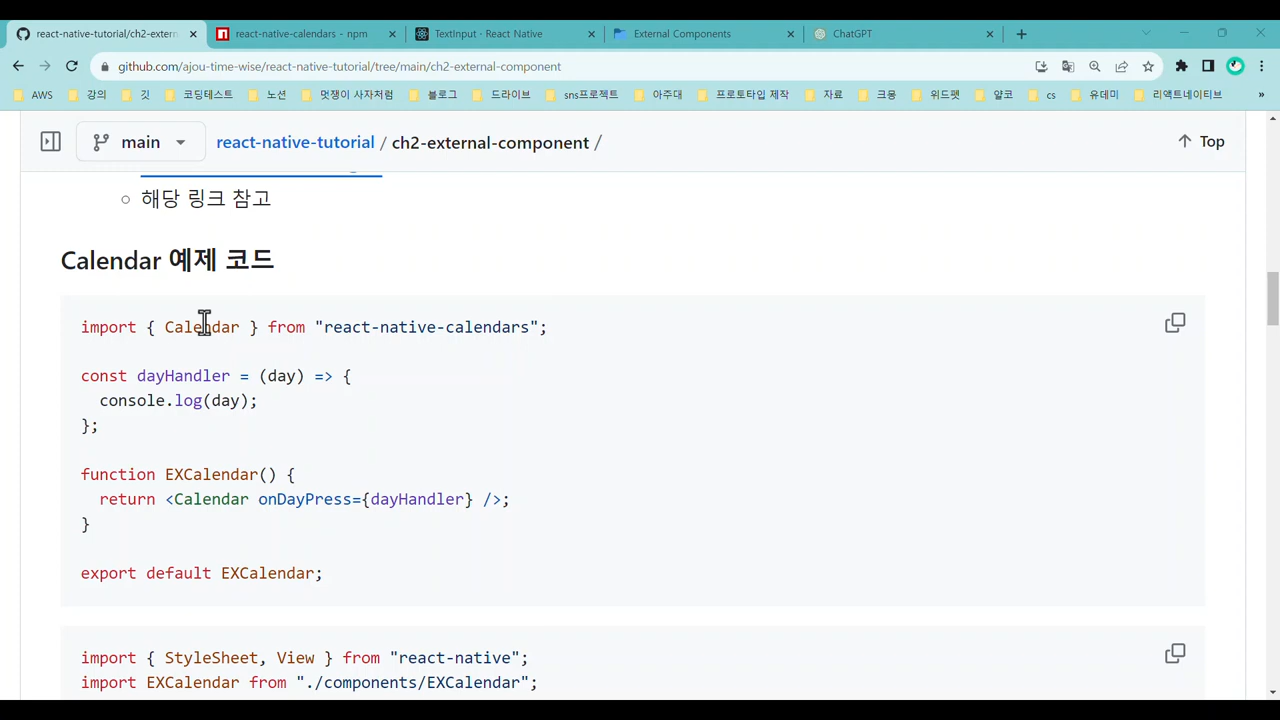 react-native-tutorial/ch2-extern
react-native-calendars - npm
TextInput · React Native
External Components
ChatGPT
github.com/ajou-time-wise/react-native-tutorial/tree/main/ch2-external-component
AWS 강의 깃 코딩테스트 노션 멋쟁이 사자처럼 블로그 드라이브 sns프로젝트 아주대 프로토타입 제작 자료 크몽 위드펫 얄코 cs 유데미 리액트네이티브 »
main react-native-tutorial / ch2-external-component / Top
해당 링크 참고
Calendar 예제 코드
import { Calendar } from "react-native-calendars";
const dayHandler = (day) => {
console.log(day);
};
function EXCalendar() {
return <Calendar onDayPress={dayHandler} />;
}
export default EXCalendar;
import { StyleSheet, View } from "react-native";
import EXCalendar from "./components/EXCalendar";